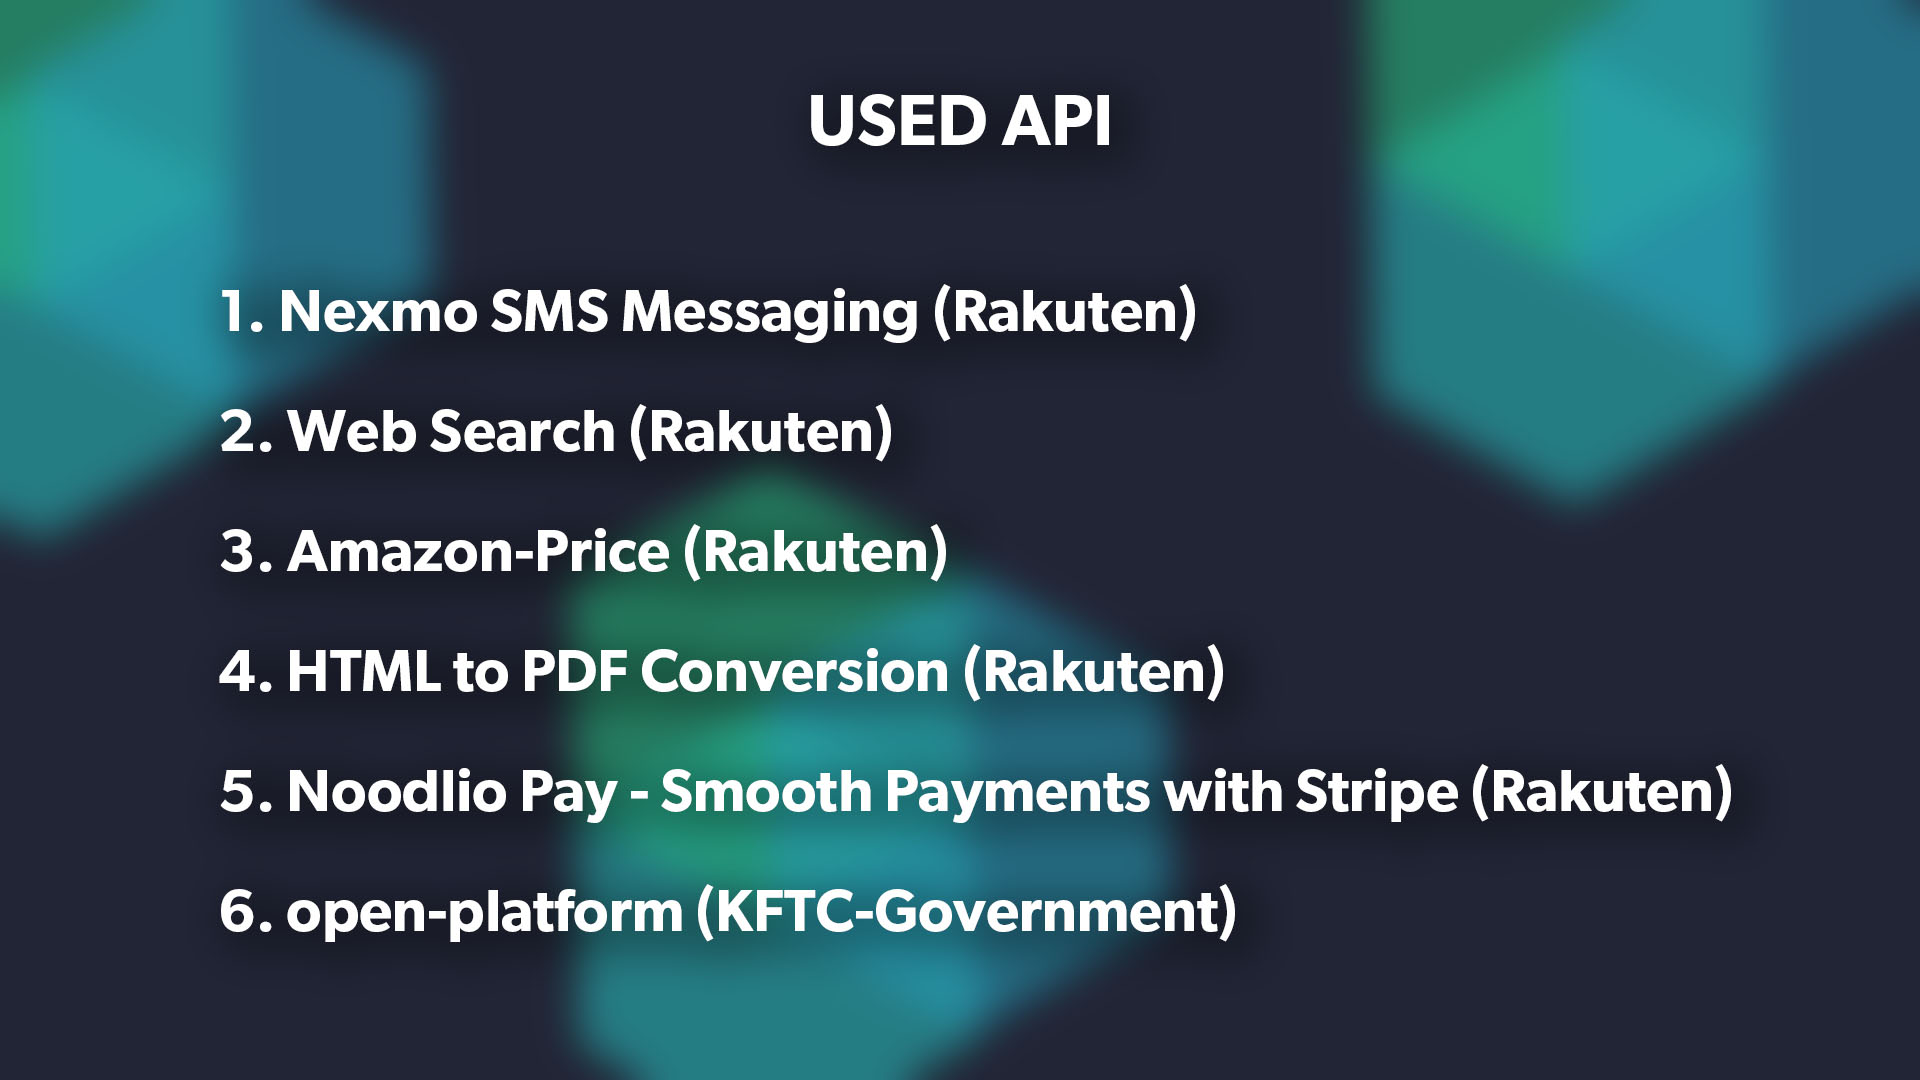 USED API
1. Nexmo SMS Messaging (Rakuten)
2. Web Search (Rakuten)
3. Amazon-Price (Rakuten)
4. HTML to PDF Conversion (Rakuten)
5. Noodlio Pay - Smooth Payments with Stripe (Rakuten)
6. open-platform (KFTC-Government)